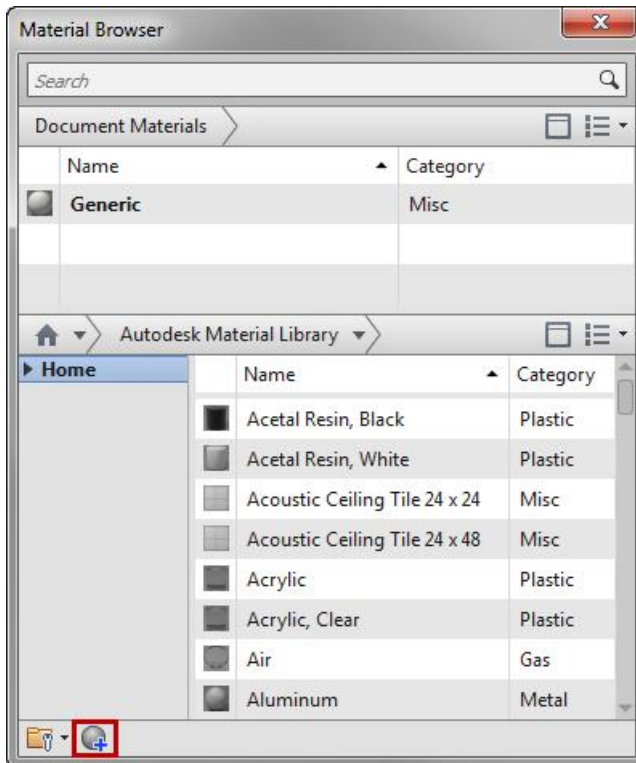 Material Browser
Search
Document Materials
Name Category
Generic Misc
Autodesk Material Library
Home
Name Category
Acetal Resin, Black Plastic
Acetal Resin, White Plastic
Acoustic Ceiling Tile 24 x 24 Misc
Acoustic Ceiling Tile 24 x 48 Misc
Acrylic Plastic
Acrylic, Clear Plastic
Air Gas
Aluminum Metal